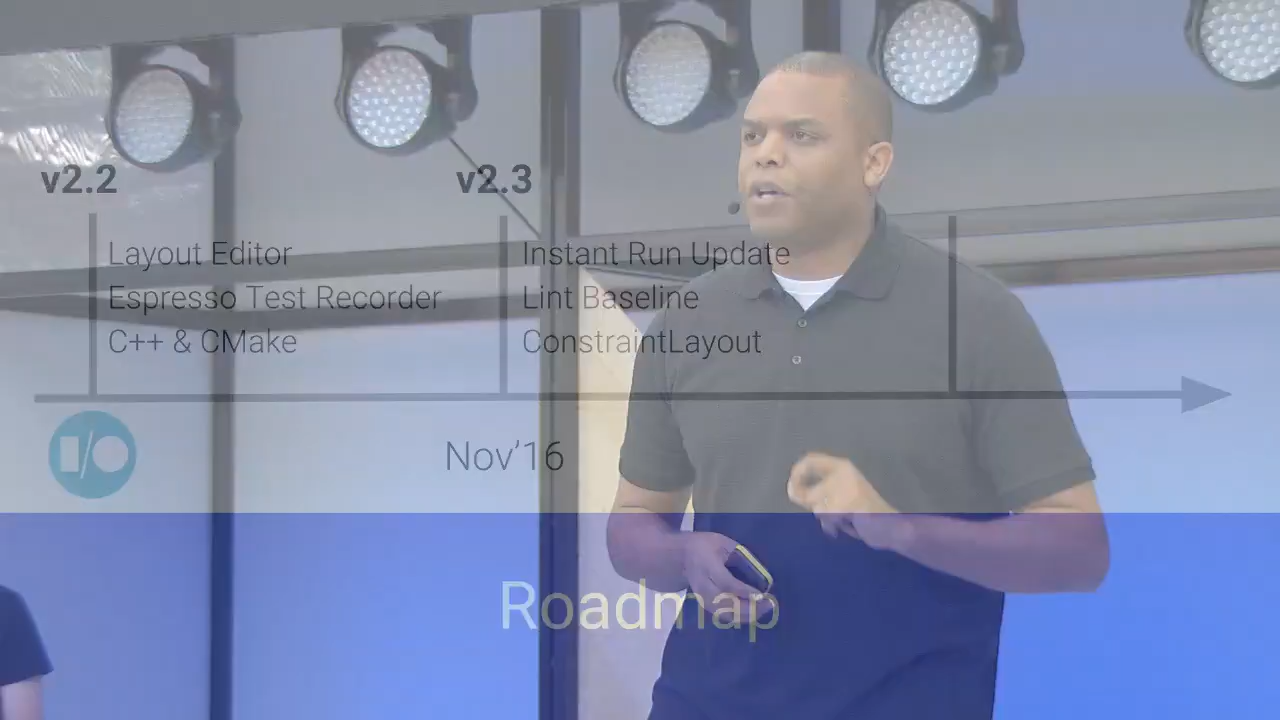 v2.2
Layout Editor
Espresso Test Recorder
C++ & CMake
v2.3
Instant Run Update
Lint Baseline
ConstraintLayout
I/O
Nov’16
Roadmap